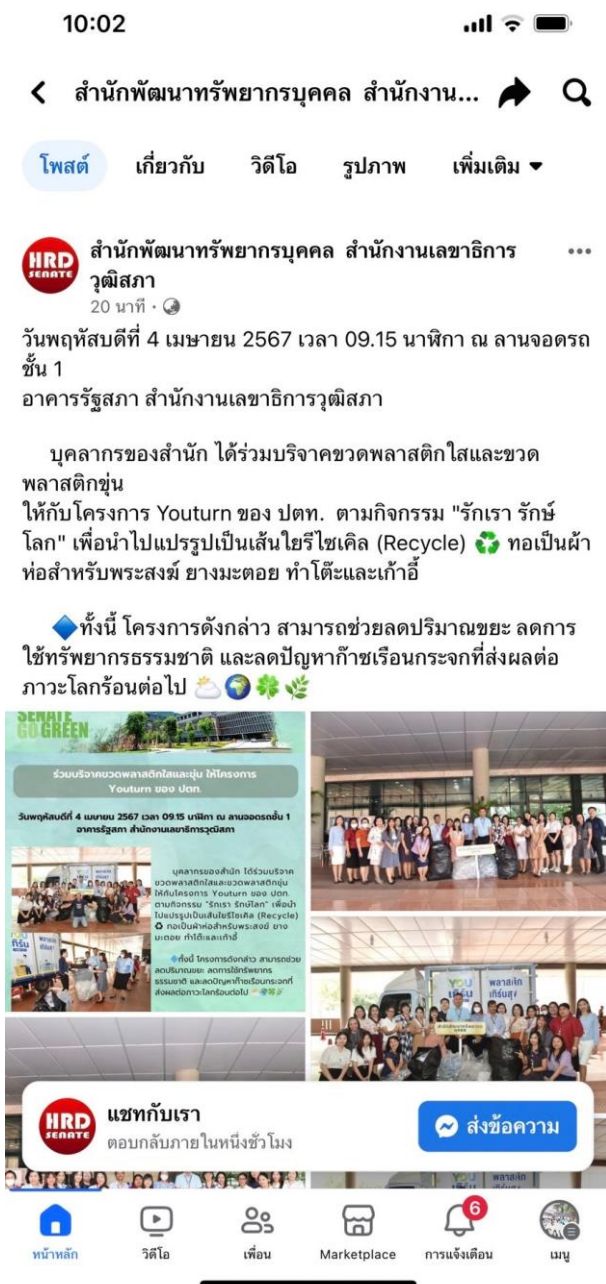 10:02
สำนักพัฒนาทรัพยากรบุคคล สำนักงาน...
โพสต์ เกี่ยวกับ วิดีโอ รูปภาพ เพิ่มเติม
HRD
SENATE
สำนักพัฒนาทรัพยากรบุคคล สำนักงานเลขาธิการ
วุฒิสภา
20 นาที ·
วันพฤหัสบดีที่ 4 เมษายน 2567 เวลา 09.15 นาฬิกา ณ ลานจอดรถ
ชั้น 1
อาคารรัฐสภา สำนักงานเลขาธิการวุฒิสภา
บุคลากรของสำนัก ได้ร่วมบริจาคขวดพลาสติกใสและขวด
พลาสติกขุ่น
ให้กับโครงการ Youturn ของ ปตท. ตามกิจกรรม "รักเรา รักษ์
โลก" เพื่อนำไปแปรรูปเป็นเส้นใยรีไซเคิล (Recycle) ♻️ ทอเป็นผ้า
ห่อสำหรับพระสงฆ์ ยางมะตอย ทำโต๊ะและเก้าอี้
🔷ทั้งนี้ โครงการดังกล่าว สามารถช่วยลดปริมาณขยะ ลดการ
ใช้ทรัพยากรธรรมชาติ และลดปัญหาก๊าซเรือนกระจกที่ส่งผลต่อ
ภาวะโลกร้อนต่อไป 🌥️🌍🍀🌿
SENATE
GO GREEN
ร่วมบริจาคขวดพลาสติกใสและขุ่น ให้โครงการ
Youturn ของ ปตท.
วันพฤหัสบดีที่ 4 เมษายน 2567 เวลา 09.15 นาฬิกา ณ ลานจอดรถชั้น 1
อาคารรัฐสภา สำนักงานเลขาธิการวุฒิสภา
บุคลากรของสำนัก ได้ร่วมบริจาค
ขวดพลาสติกใสและขวดพลาสติกขุ่น
ให้กับโครงการ Youturn ของ ปตท.
ตามกิจกรรม "รักเรา รักษ์โลก" เพื่อนำ
ไปแปรรูปเป็นเส้นใยรีไซเคิล (Recycle)
♻ ทอเป็นผ้าห่อสำหรับพระสงฆ์ ยาง
มะตอย ทำโต๊ะและเก้าอี้
🔷ทั้งนี้ โครงการดังกล่าว สามารถช่วย
ลดปริมาณขยะ ลดการใช้ทรัพยากร
ธรรมชาติ และลดปัญหาก๊าซเรือนกระจกที่
ส่งผลต่อภาวะโลกร้อนต่อไป
YOU
เทิร์น
พลาสติก
เทิร์นสุข
HRD
SENATE
แชทกับเรา
ตอบกลับภายในหนึ่งชั่วโมง
ส่งข้อความ
6
หน้าหลัก วิดีโอ เพื่อน Marketplace การแจ้งเตือน เมนู